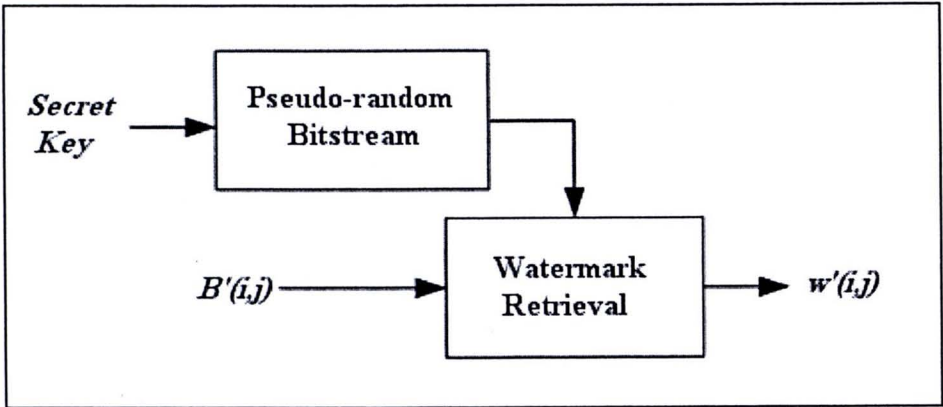 Secret
Key
Pseudo-random
Bitstream
B'(i,j)
Watermark
Retrieval
w'(i,j)